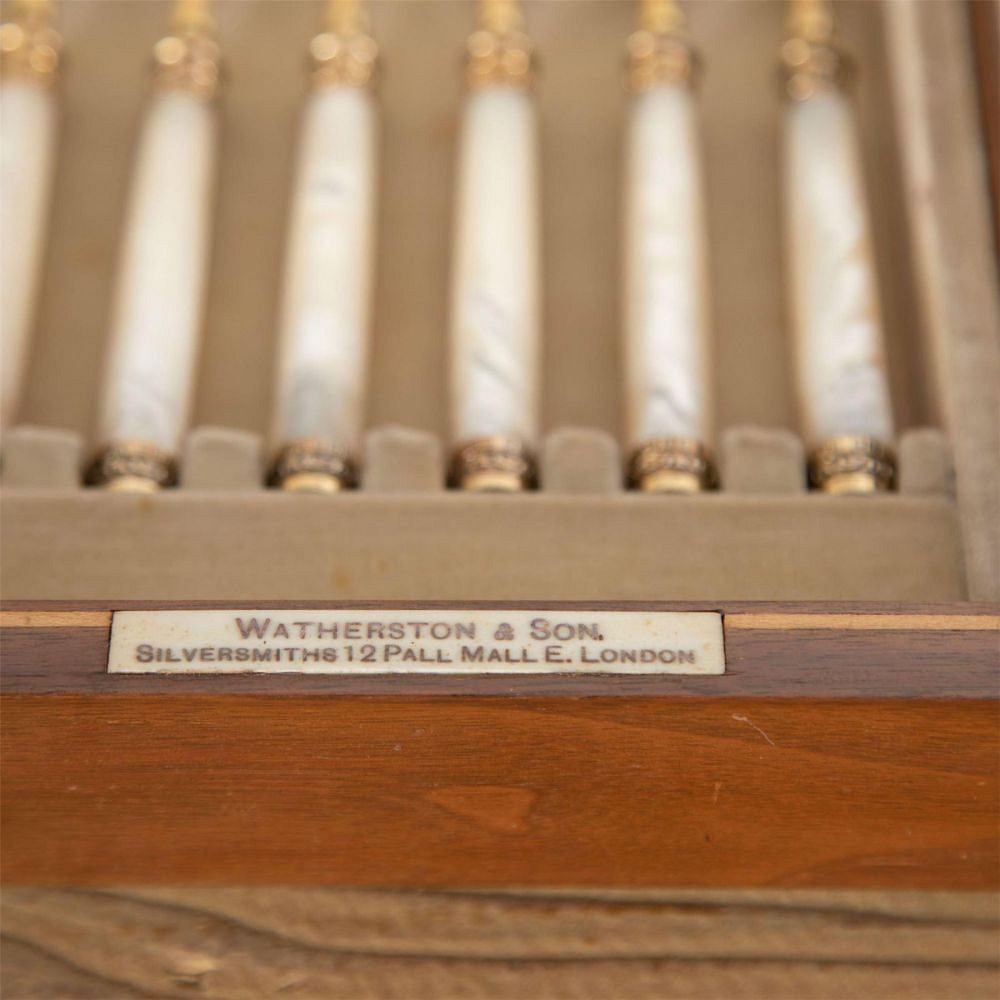 WATHERSTON & SON.
SILVERSMITHS 12 PALL MALL E. LONDON